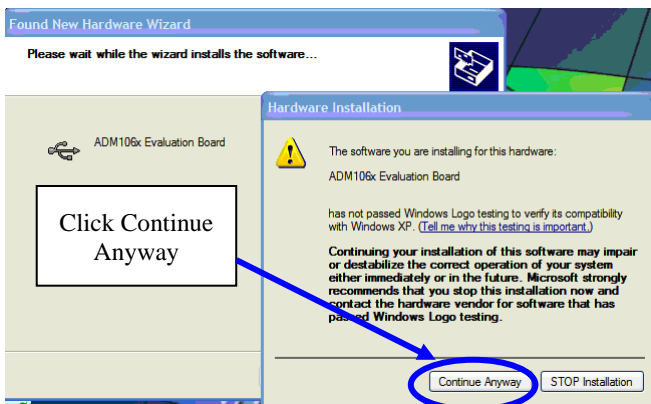 Found New Hardware Wizard
Please wait while the wizard installs the software...
ADM106x Evaluation Board
Click Continue
Anyway
Hardware Installation
The software you are installing for this hardware:
ADM106x Evaluation Board
has not passed Windows Logo testing to verify its compatibility
with Windows XP. (Tell me why this testing is important.)
Continuing your installation of this software may impair
or destabilize the correct operation of your system
either immediately or in the future. Microsoft strongly
recommends that you stop this installation now and
contact the hardware vendor for software that has
passed Windows Logo testing.
Continue Anyway
STOP Installation